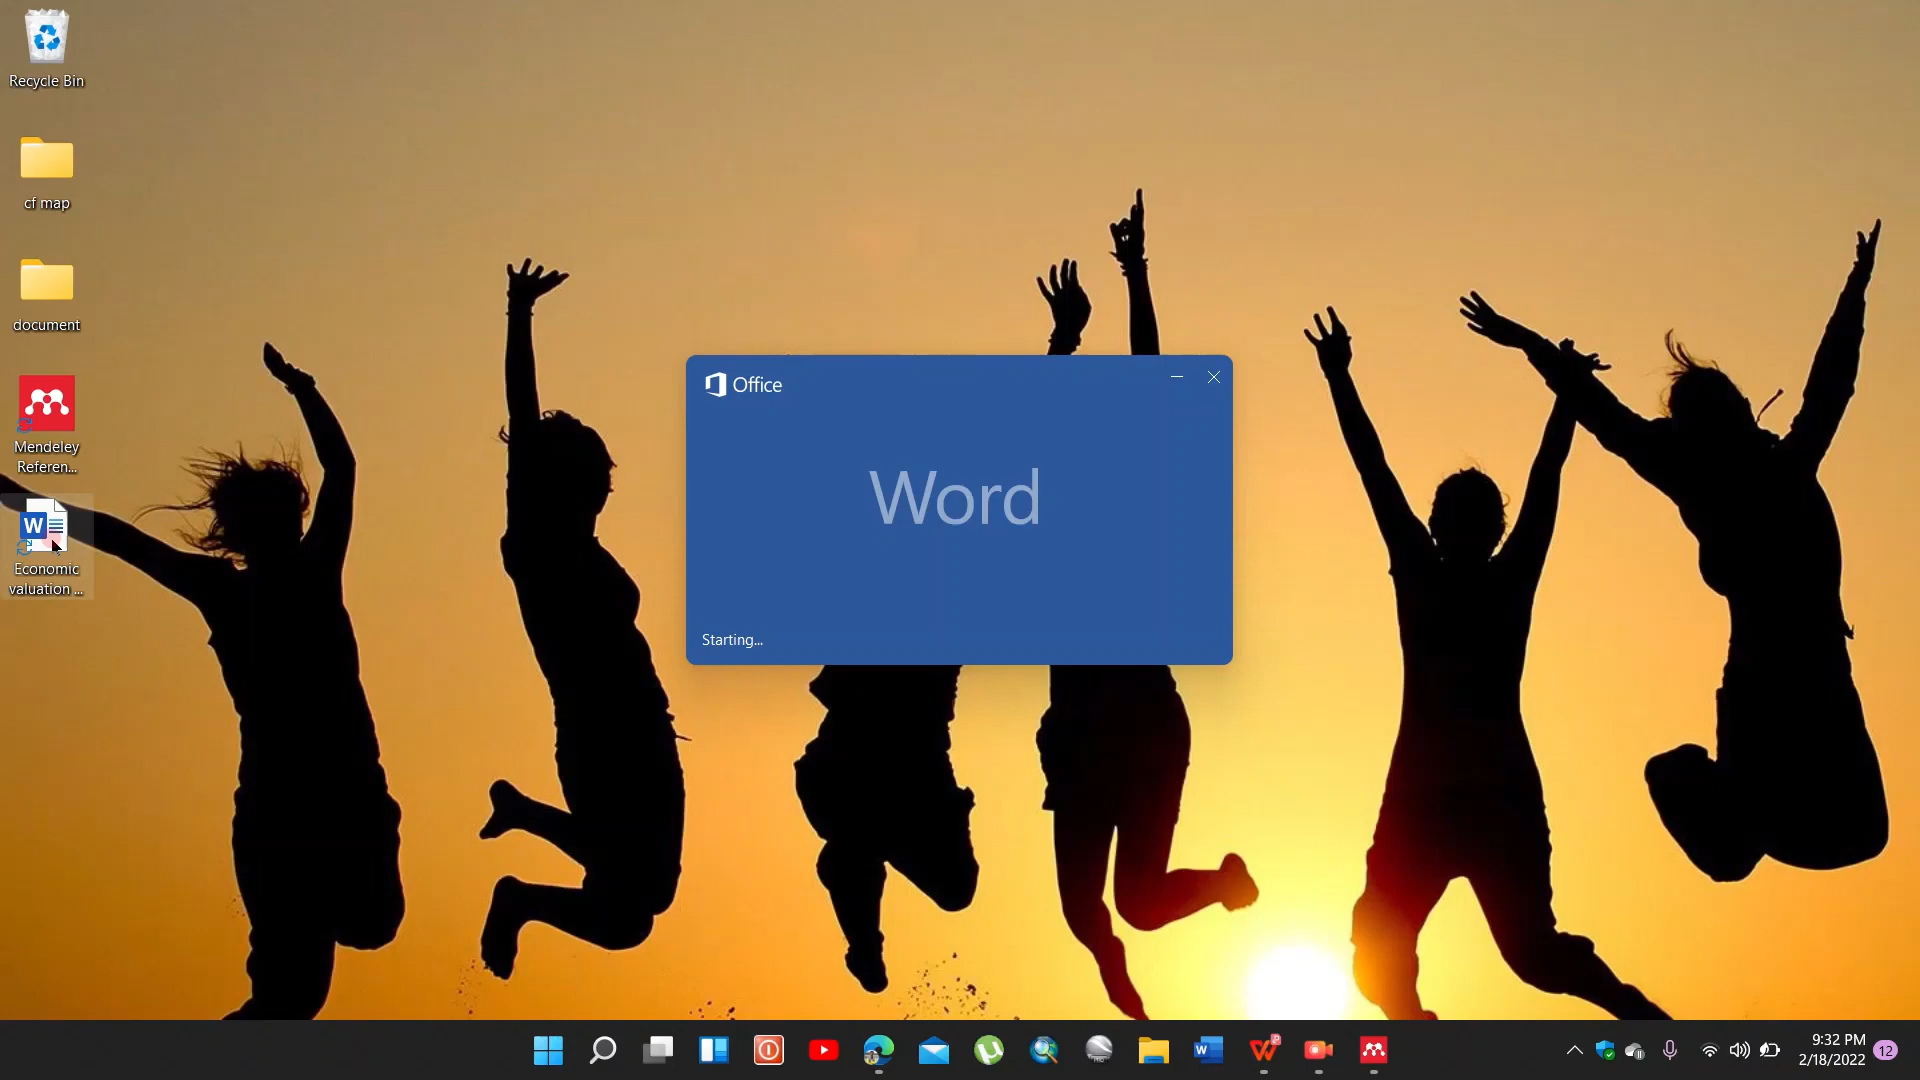 Recycle Bin
cf map
document
Mendeley
Referen...
W
Economic
valuation ...
Office
Word
Starting...
W
9:32 PM
2/18/2022
12